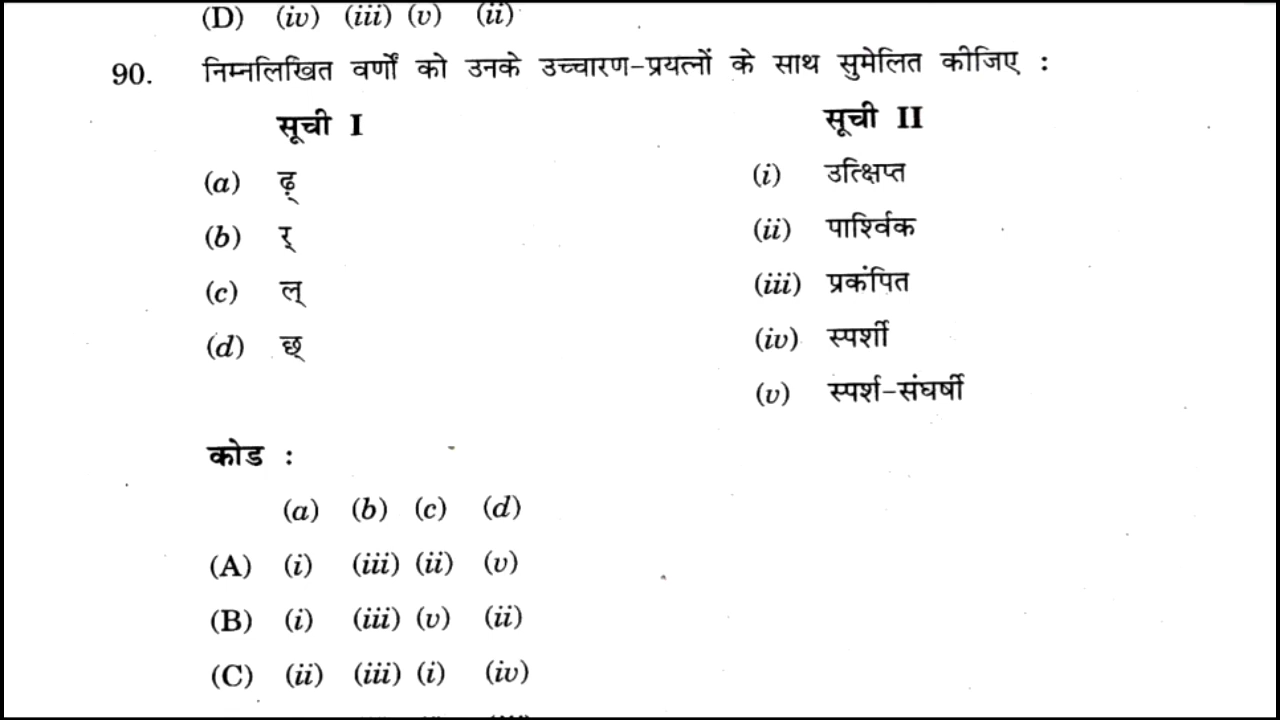 (D) (iv) (iii) (v) (ii)
90. निम्नलिखित वर्णों को उनके उच्चारण-प्रयत्नों के साथ सुमेलित कीजिए :
सूची I सूची II
(a) ढ़् (i) उत्क्षिप्त
(b) र् (ii) पार्श्विक
(c) ल् (iii) प्रकंपित
(d) छ् (iv) स्पर्शी
(v) स्पर्श-संघर्षी
कोड :
(a) (b) (c) (d)
(A) (i) (iii) (ii) (v)
(B) (i) (iii) (v) (ii)
(C) (ii) (iii) (i) (iv)